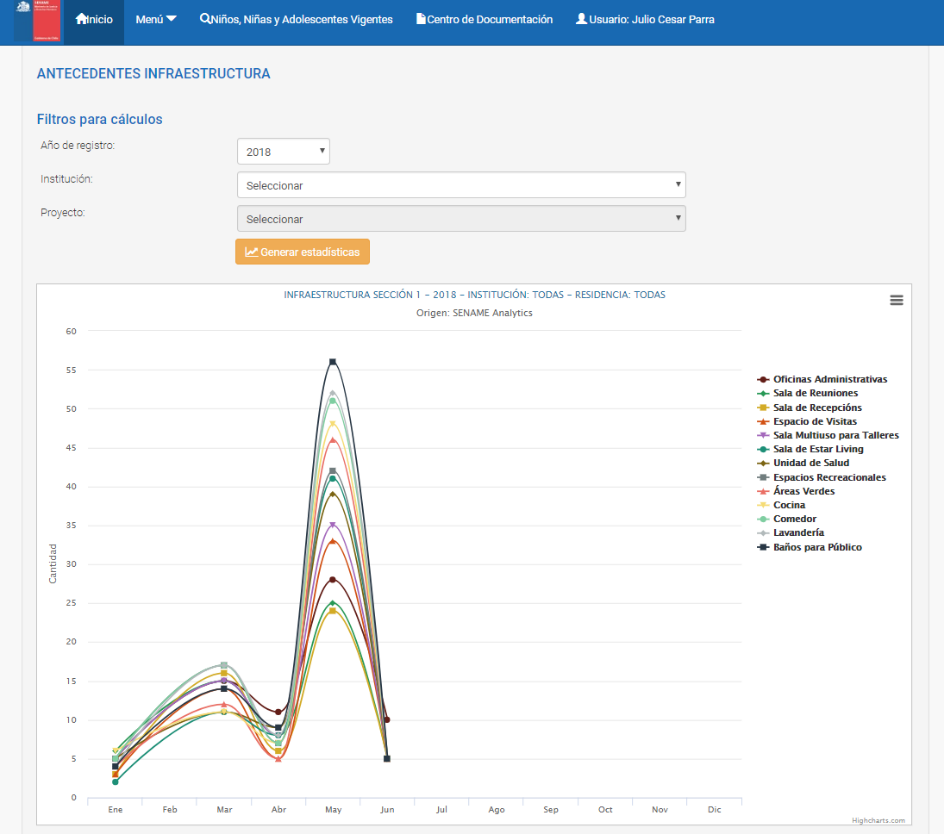 Inicio Menú Niños, Niñas y Adolescentes Vigentes Centro de Documentación Usuario: Julio Cesar Parra
ANTECEDENTES INFRAESTRUCTURA
Filtros para cálculos
Año de registro: 2018
Institución: Seleccionar
Proyecto: Seleccionar
Generar estadísticas
INFRAESTRUCTURA SECCIÓN 1 – 2018 – INSTITUCIÓN: TODAS – RESIDENCIA: TODAS
Origen: SENAME Analytics
Cantidad
60
55
50
45
40
35
30
25
20
15
10
5
0
Ene Feb Mar Abr May Jun Jul Ago Sep Oct Nov Dic
Oficinas Administrativas
Sala de Reuniones
Sala de Recepcións
Espacio de Visitas
Sala Multiuso para Talleres
Sala de Estar Living
Unidad de Salud
Espacios Recreacionales
Áreas Verdes
Cocina
Comedor
Lavandería
Baños para Público
Highcharts.com